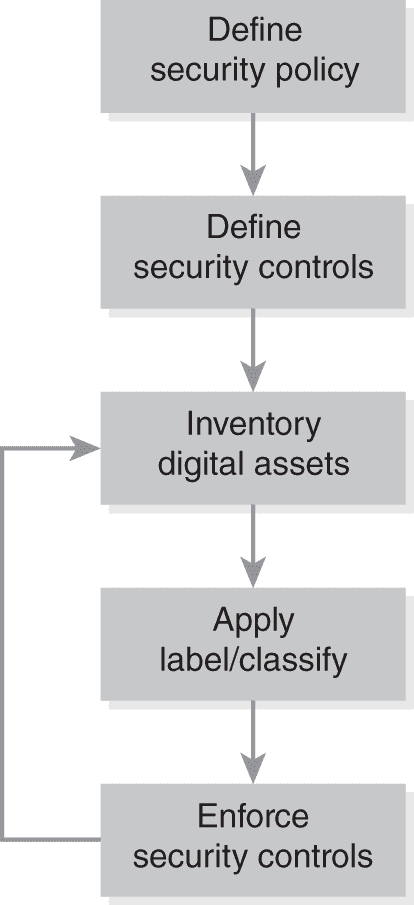 Define
security policy
Define
security controls
Inventory
digital assets
Apply
label/classify
Enforce
security controls